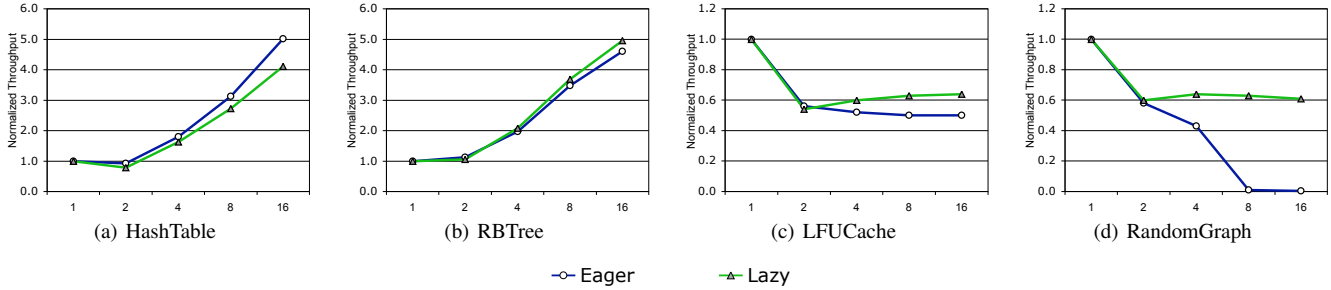 Normalized Throughput
6.0
5.0
4.0
3.0
2.0
1.0
0.0
1 2 4 8 16
(a) HashTable
Normalized Throughput
6.0
5.0
4.0
3.0
2.0
1.0
0.0
1 2 4 8 16
(b) RBTree
Normalized Throughput
1.2
1.0
0.8
0.6
0.4
0.2
0.0
1 2 4 8 16
(c) LFUCache
Normalized Throughput
1.2
1.0
0.8
0.6
0.4
0.2
0.0
1 2 4 8 16
(d) RandomGraph
Eager Lazy